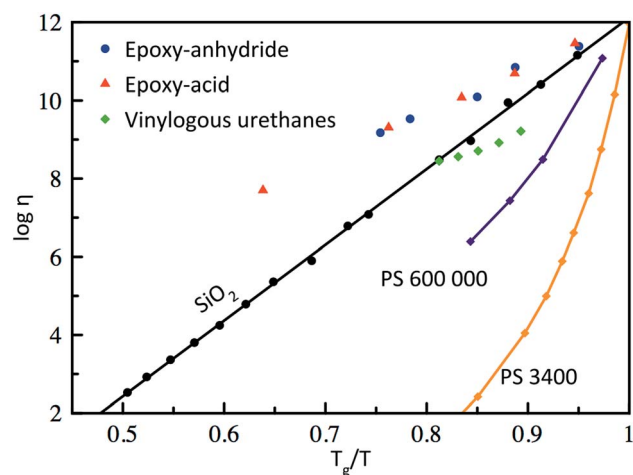 12
10
8
6
4
2
log η
Epoxy-anhydride
Epoxy-acid
Vinylogous urethanes
SiO₂
PS 600 000
PS 3400
0.5 0.6 0.7 0.8 0.9 1
T_g/T